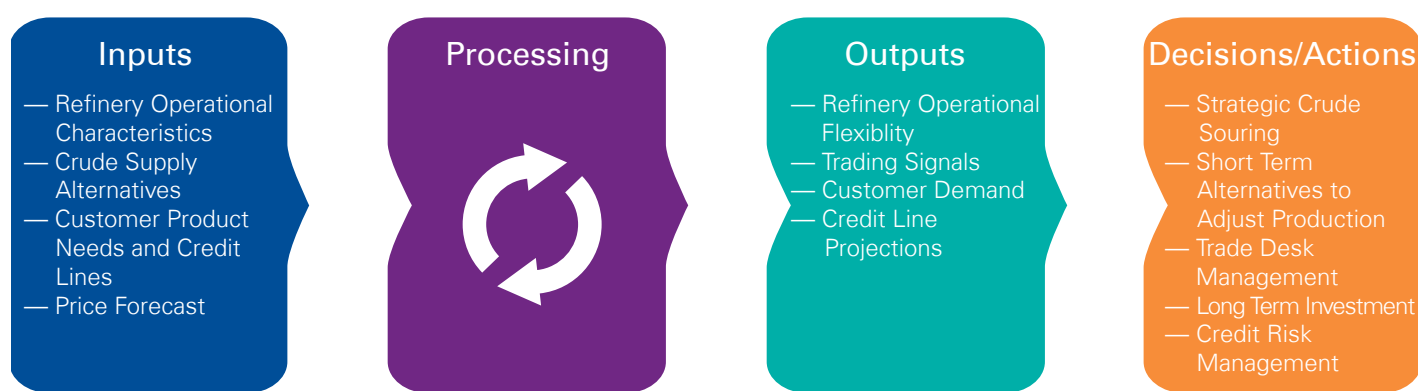 Inputs
— Refinery Operational
Characteristics
— Crude Supply
Alternatives
— Customer Product
Needs and Credit
Lines
— Price Forecast
Processing
Outputs
— Refinery Operational
Flexiblity
— Trading Signals
— Customer Demand
— Credit Line
Projections
Decisions/Actions
— Strategic Crude
Souring
— Short Term
Alternatives to
Adjust Production
— Trade Desk
Management
— Long Term Investment
— Credit Risk
Management